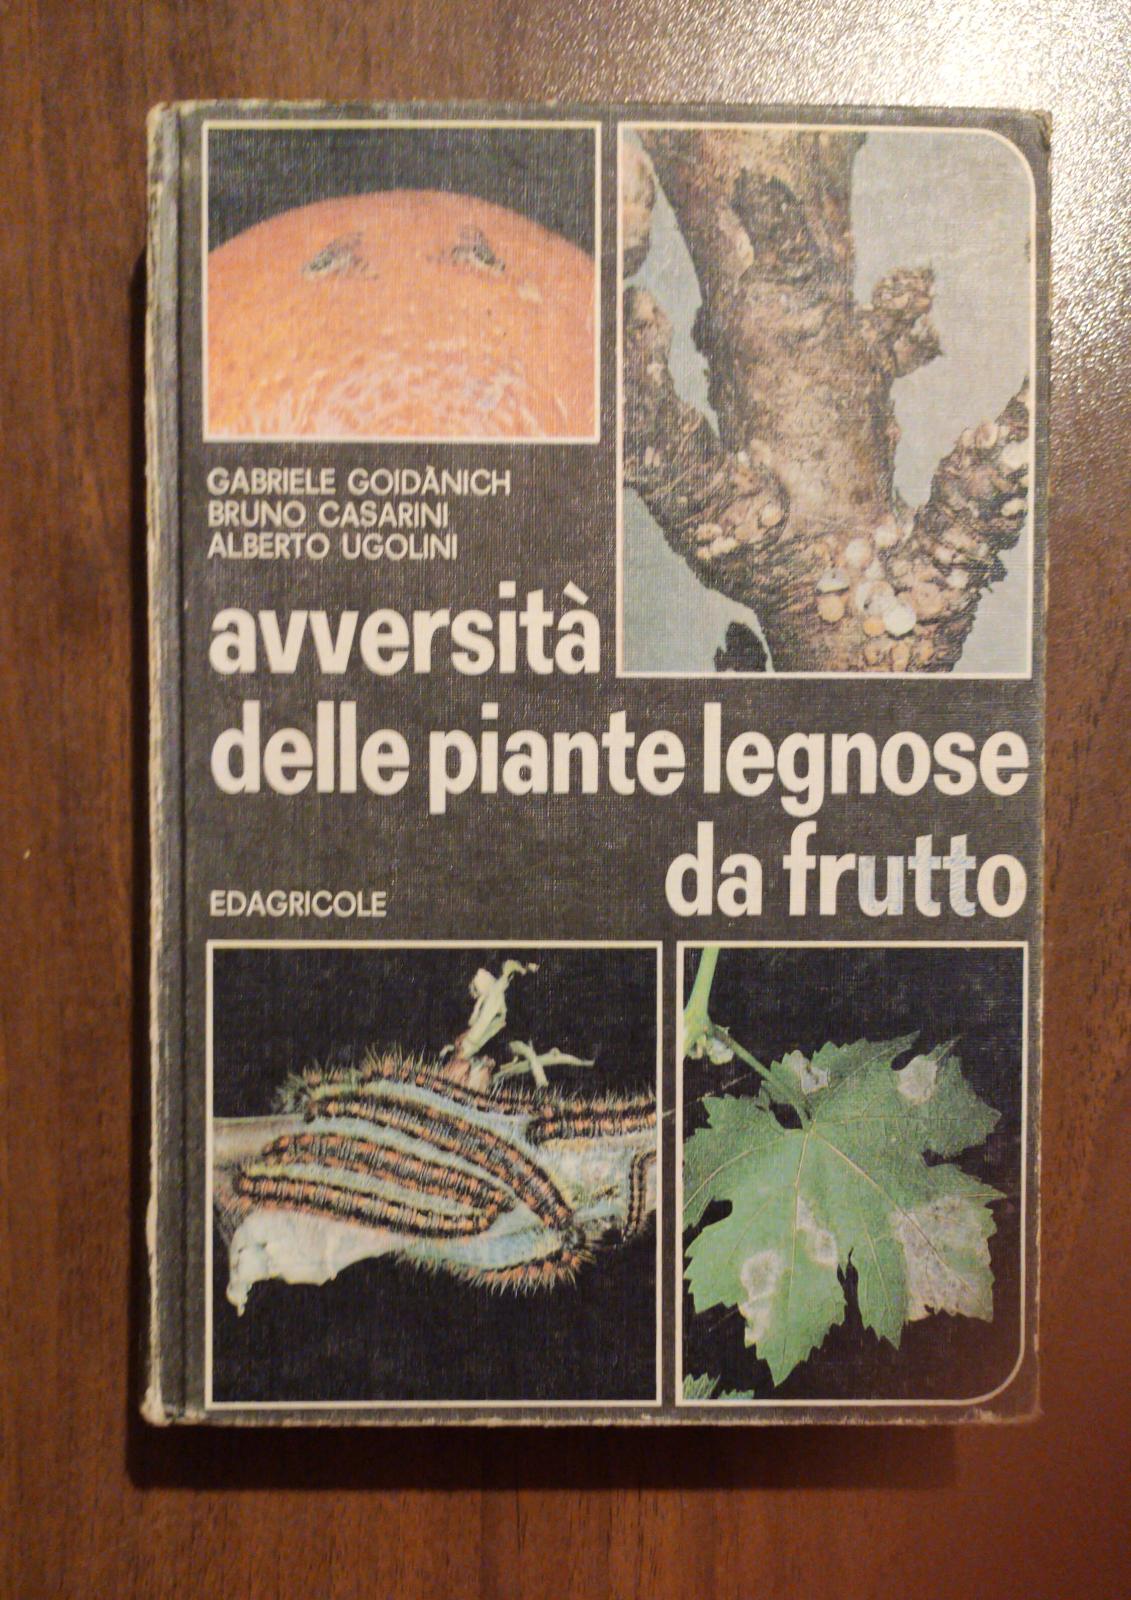 GABRIELE GOIDÀNICH
BRUNO CASARINI
ALBERTO UGOLINI
avversità
delle piante legnose
da frutto
EDAGRICOLE